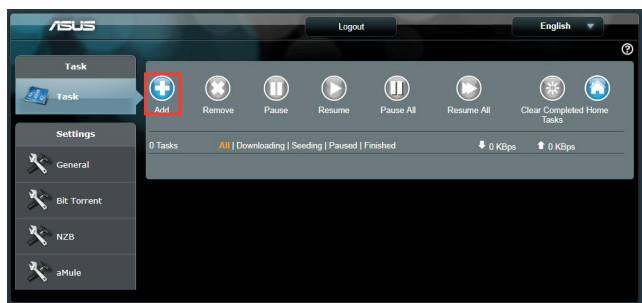 ASUS
Logout
English
Task
Task
Add
Remove
Pause
Resume
Pause All
Resume All
Clear Completed
Tasks
Home
Settings
0 Tasks
All | Downloading | Seeding | Paused | Finished
0 KBps
0 KBps
General
Bit Torrent
NZB
aMule